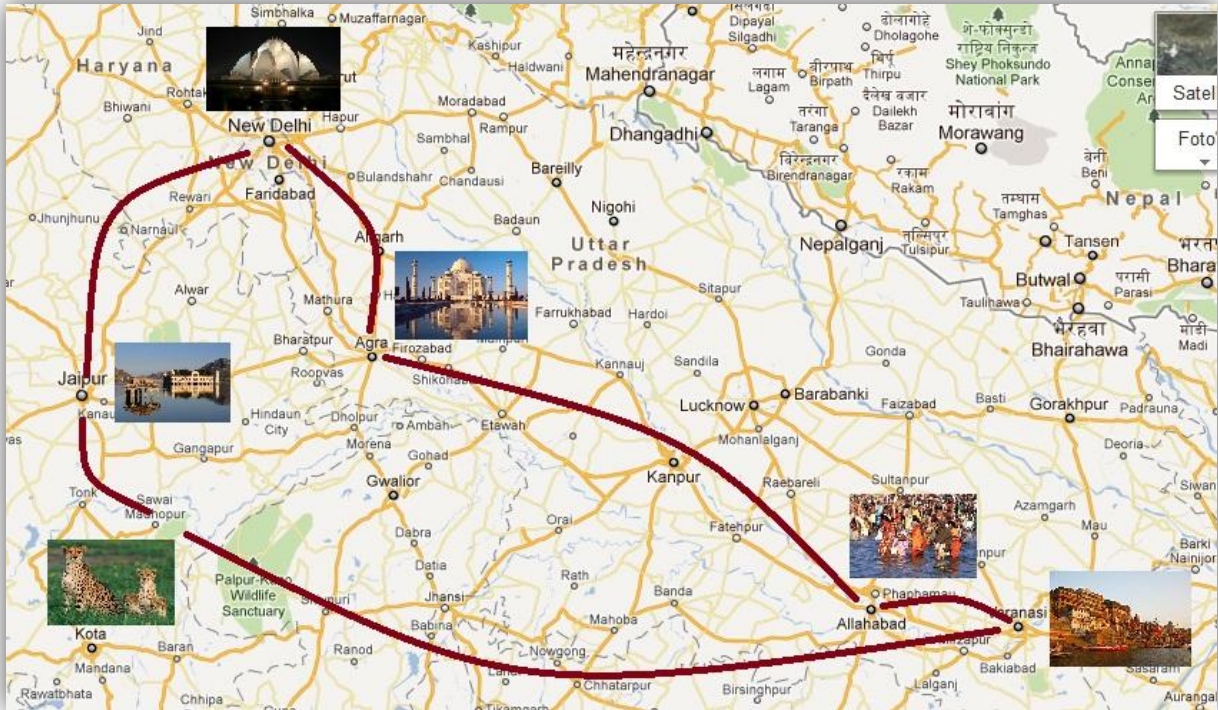 Simbhalka
Muzaffarnagar
Jind
Haryana
Kashipur
Haldwani
Rohtak
Bhiwani
Hapur
Moradabad
Rampur
New Delhi
New Delhi
Sambhal
Chandausi
Bulandshahr
Faridabad
Rewari
Jhunjhunu
Narnaul
Bareilly
Badaun
Nigohi
Uttar
Pradesh
Alwar
Mathura
Farrukhabad
Hardoi
Sitapur
Bharatpur
Agra
Firozabad
Roopvas
Shikohabad
Kannauj
Sandila
Gonda
Jaipur
Hindaun
City
Dholpur
Ambah
Etawah
Lucknow
Barabanki
Faizabad
Basti
Gorakhpur
Padrauna
Mohanlalganj
Gangapur
Morena
Gohad
Deoria
Gwalior
Kanpur
Raebareli
Sultanpur
Tonk
Sawai
Madhopur
Orai
Fatehpur
Azamgarh
Mau
Dabra
Datia
Palpur-Kuno
Wildlife
Sanctuary
Shivpuri
Jhansi
Rath
Banda
Phaphamau
Allahabad
Kota
Babina
Mahoba
Baran
Ranod
Nowgong
Mandana
Bakiabad
Sasaram
Rawatbhata
Chhipa
Chhatarpur
Birsinghpur
Lalganj
Tikamgarh
Dipayal
Silgadhi
महेन्द्रनगर
Mahendranagar
Dhangadhi
लगाम
Lagam
Birpath
Thirpu
Dholagohe
Dailekh
Bazar
Taranga
Birendranagar
Rakam
Shey Phoksundo
National Park
मोरावांग
Morawang
बेनी
Beni
Nepal
तम्घास
Tamghas
Tulsipur
Nepalganj
Tansen
Butwal
परासी
Parasi
Taulihawa
भैरहवा
Bhairahawa
Madi
Satel
Foto